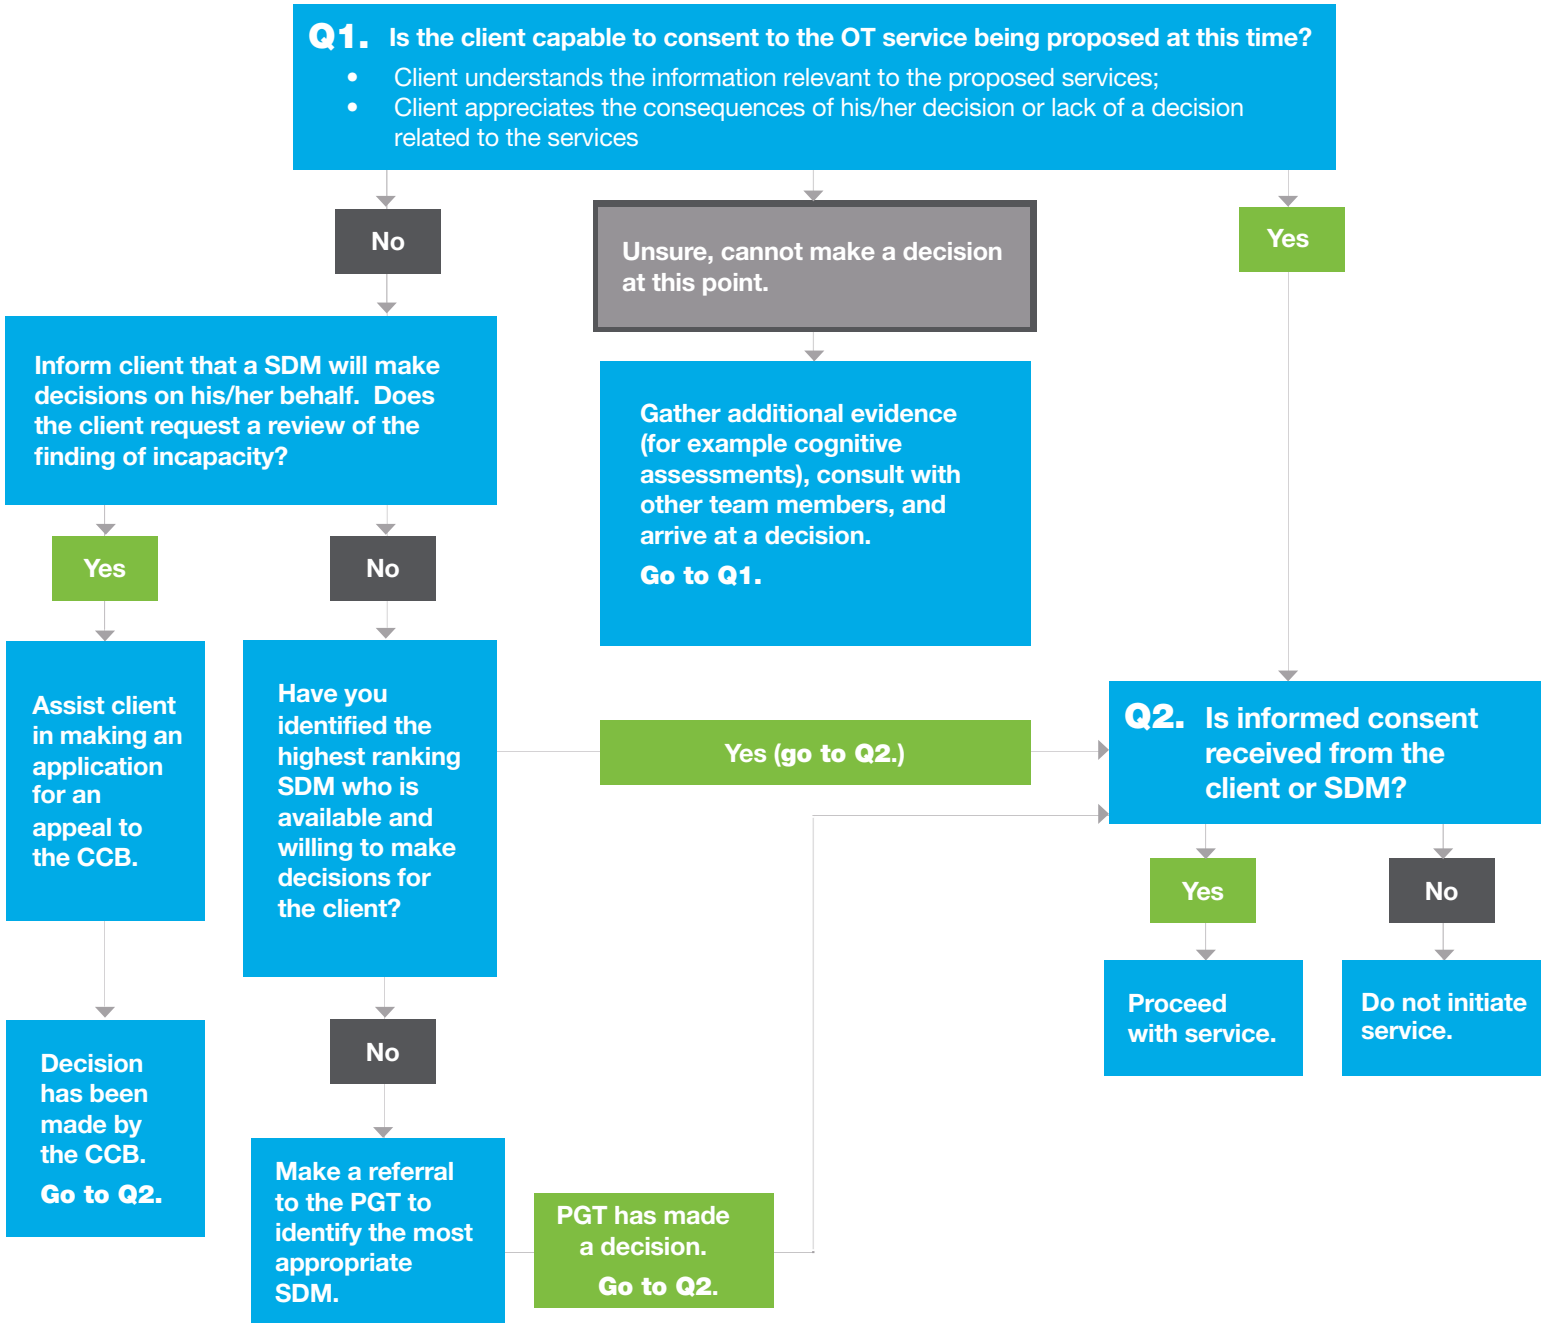 Q1. Is the client capable to consent to the OT service being proposed at this time?
• Client understands the information relevant to the proposed services;
• Client appreciates the consequences of his/her decision or lack of a decision
related to the services
No
Unsure, cannot make a decision
at this point.
Yes
Inform client that a SDM will make
decisions on his/her behalf. Does
the client request a review of the
finding of incapacity?
Gather additional evidence
(for example cognitive
assessments), consult with
other team members, and
arrive at a decision.
Go to Q1.
Yes
No
Assist client
in making an
application
for an
appeal to
the CCB.
Have you
identified the
highest ranking
SDM who is
available and
willing to make
decisions for
the client?
Yes (go to Q2.)
Q2. Is informed consent
received from the
client or SDM?
Yes
No
Proceed
with service.
Do not initiate
service.
Decision
has been
made by
the CCB.
Go to Q2.
No
Make a referral
to the PGT to
identify the most
appropriate
SDM.
PGT has made
a decision.
Go to Q2.